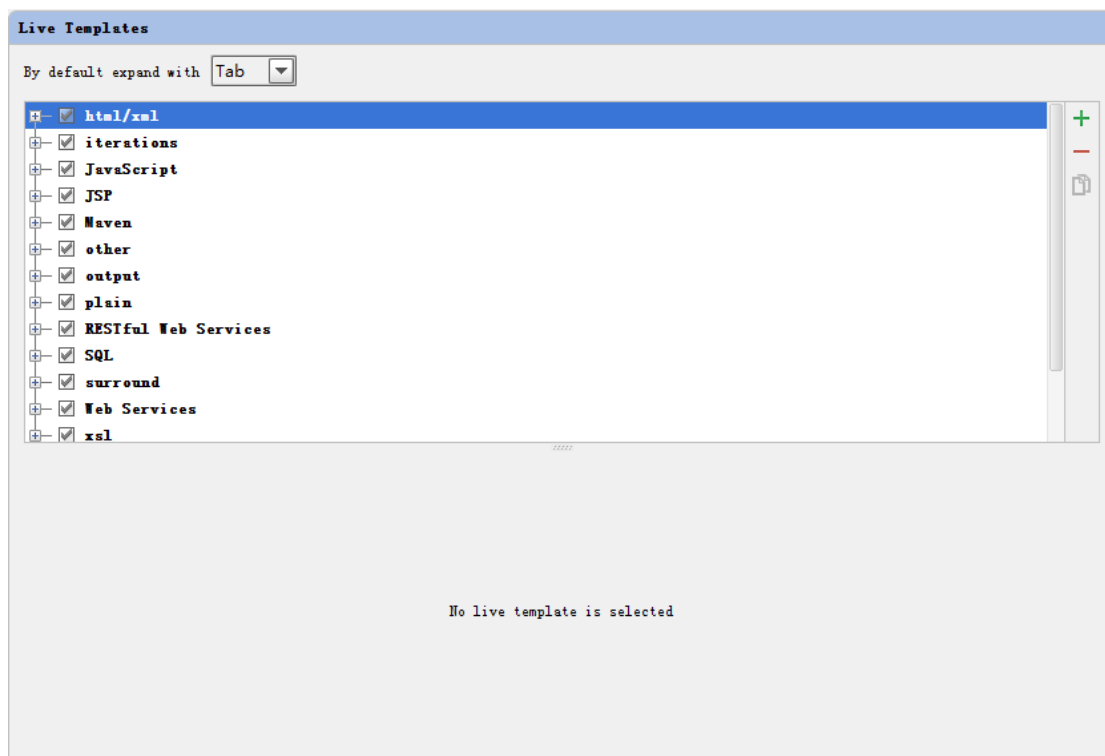 Live Templates
By default expand with Tab
html/xml
iterations
JavaScript
JSP
Maven
other
output
plain
RESTful Web Services
SQL
surround
Web Services
xsl
No live template is selected